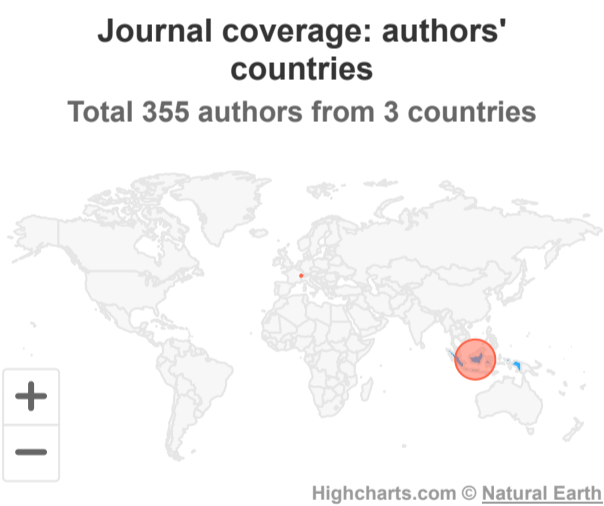 Journal coverage: authors'
countries
Total 355 authors from 3 countries
+
−
Highcharts.com © Natural Earth